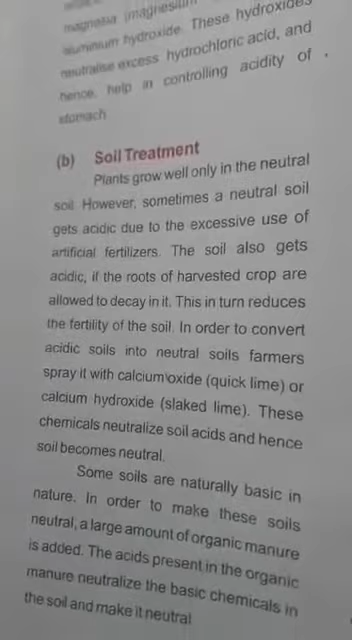 magnesia (magnesium
aluminium hydroxide. These hydroxides
neutralise excess hydrochloric acid, and
hence, help in controlling acidity of
stomach.
(b) Soil Treatment
Plants grow well only in the neutral
soil. However, sometimes a neutral soil
gets acidic due to the excessive use of
artificial fertilizers. The soil also gets
acidic, if the roots of harvested crop are
allowed to decay in it. This in turn reduces
the fertility of the soil. In order to convert
acidic soils into neutral soils farmers
spray it with calcium oxide (quick lime) or
calcium hydroxide (slaked lime). These
chemicals neutralize soil acids and hence
soil becomes neutral.
Some soils are naturally basic in
nature. In order to make these soils
neutral, a large amount of organic manure
is added. The acids present in the organic
manure neutralize the basic chemicals in
the soil and make it neutral